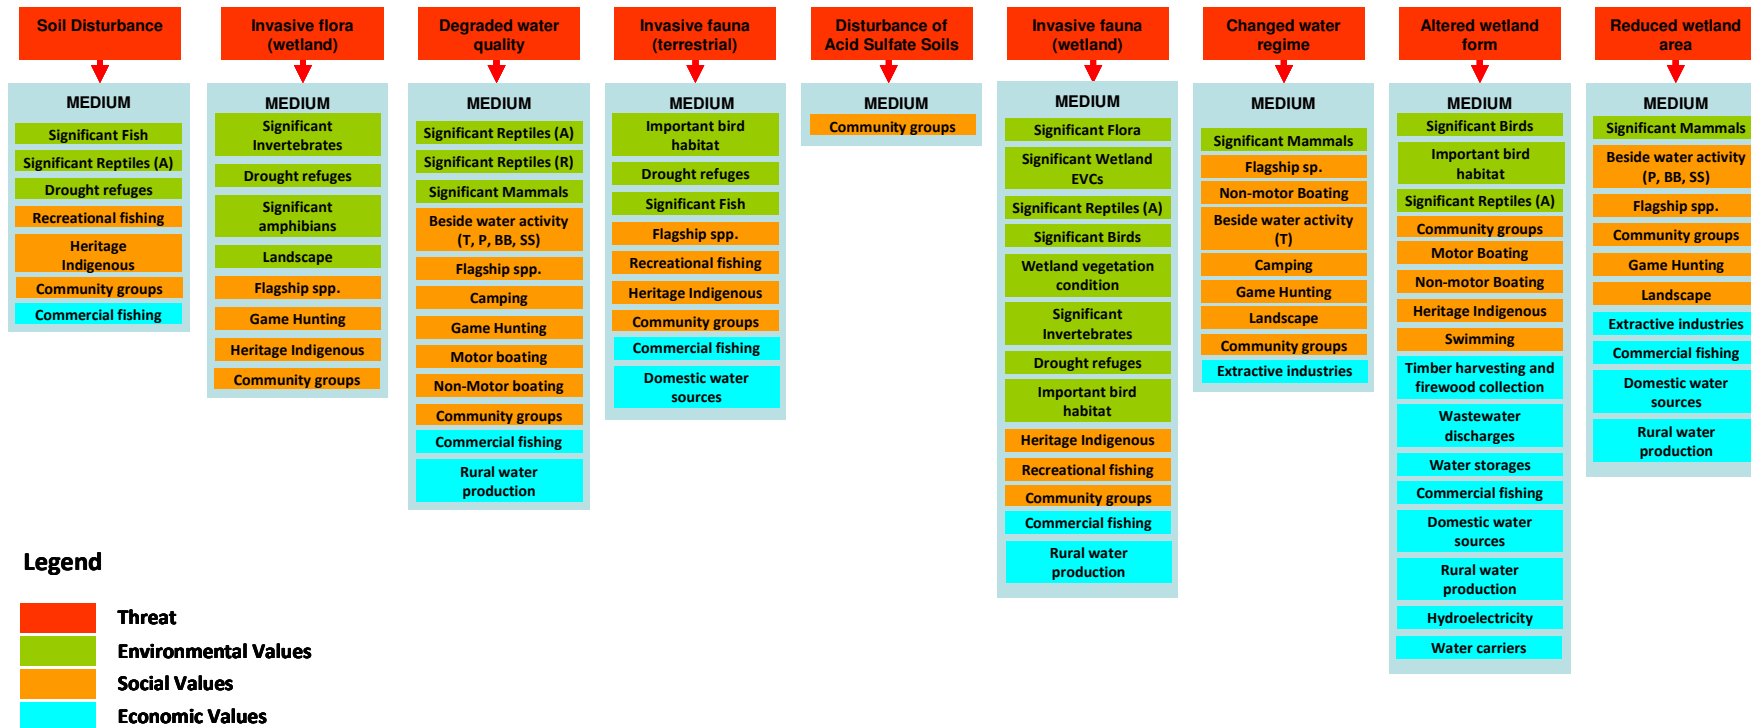 Soil Disturbance
MEDIUM
Significant Fish
Significant Reptiles (A)
Drought refuges
Recreational fishing
Heritage
Indigenous
Community groups
Commercial fishing
Invasive flora
(wetland)
MEDIUM
Significant
Invertebrates
Drought refuges
Significant
amphibians
Landscape
Flagship spp.
Game Hunting
Heritage Indigenous
Community groups
Degraded water
quality
MEDIUM
Significant Reptiles (A)
Significant Reptiles (R)
Significant Mammals
Beside water activity
(T, P, BB, SS)
Flagship spp.
Camping
Game Hunting
Motor boating
Non-Motor boating
Community groups
Commercial fishing
Rural water
production
Invasive fauna
(terrestrial)
MEDIUM
Important bird
habitat
Drought refuges
Significant Fish
Flagship spp.
Recreational fishing
Heritage Indigenous
Community groups
Commercial fishing
Domestic water
sources
Disturbance of
Acid Sulfate Soils
MEDIUM
Community groups
Invasive fauna
(wetland)
MEDIUM
Significant Flora
Significant Wetland
EVCs
Significant Reptiles (A)
Significant Birds
Wetland vegetation
condition
Significant
Invertebrates
Drought refuges
Important bird
habitat
Heritage Indigenous
Recreational fishing
Community groups
Commercial fishing
Rural water
production
Changed water
regime
MEDIUM
Significant Mammals
Flagship sp.
Non-motor Boating
Beside water activity
(T)
Camping
Game Hunting
Landscape
Community groups
Extractive industries
Altered wetland
form
MEDIUM
Significant Birds
Important bird
habitat
Significant Reptiles (A)
Community groups
Motor Boating
Non-motor Boating
Heritage Indigenous
Swimming
Timber harvesting and
firewood collection
Wastewater
discharges
Water storages
Commercial fishing
Domestic water
sources
Rural water
production
Hydroelectricity
Water carriers
Reduced wetland
area
MEDIUM
Significant Mammals
Beside water activity
(P, BB, SS)
Flagship spp.
Community groups
Game Hunting
Landscape
Extractive industries
Commercial fishing
Domestic water
sources
Rural water
production
Legend
Threat
Environmental Values
Social Values
Economic Values